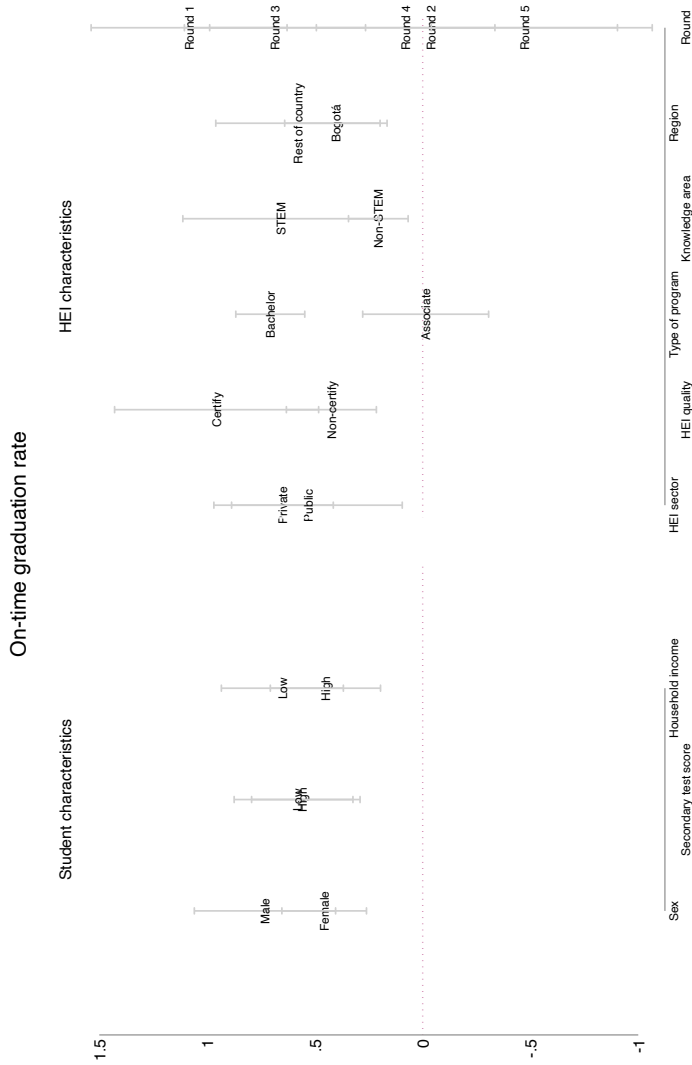 On-time graduation rate
Student characteristics
HEI characteristics
1.5
1
.5
0
-.5
-1
Male
Female
Low
High
Low
High
Private
Public
Certify
Non-certify
Bachelor
Associate
STEM
Non-STEM
Rest of country
Bogotá
Round 1
Round 3
Round 4
Round 2
Round 5
Sex
Secondary test score
Household income
HEI sector
HEI quality
Type of program
Knowledge area
Region
Round